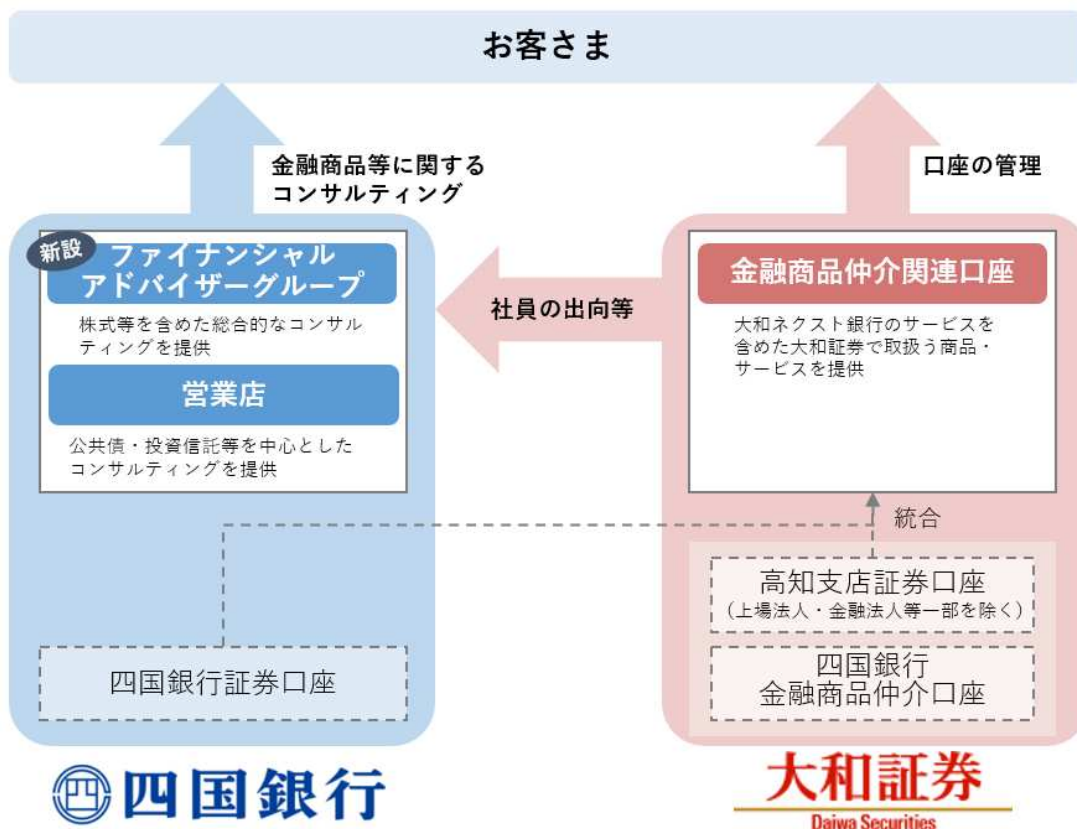 お客さま
金融商品等に関する
コンサルティング
口座の管理
新設
ファイナンシャル
アドバイザーグループ
株式等を含めた総合的なコンサル
ティングを提供
営業店
公共債・投資信託等を中心とした
コンサルティングを提供
社員の出向等
金融商品仲介関連口座
大和ネクスト銀行のサービスを
含めた大和証券で取扱う商品・
サービスを提供
統合
高知支店証券口座
（上場法人・金融法人等一部を除く）
四国銀行証券口座
四国銀行
金融商品仲介口座
四国銀行
大和証券
Daiwa Securities